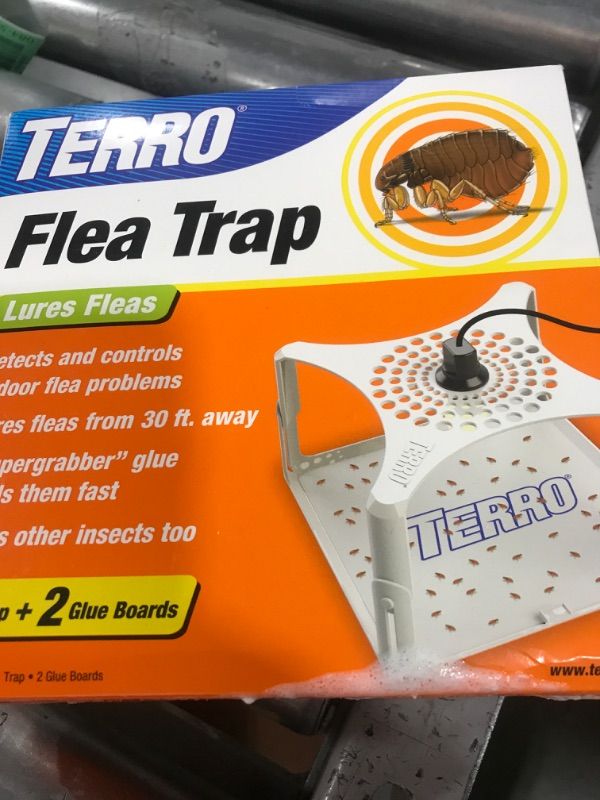 TERRO®
Flea Trap
Lures Fleas
etects and controls
door flea problems
res fleas from 30 ft. away
pergrabber” glue
ls them fast
s other insects too
p + 2 Glue Boards
Trap • 2 Glue Boards
TERRO
TERRO®
www.te